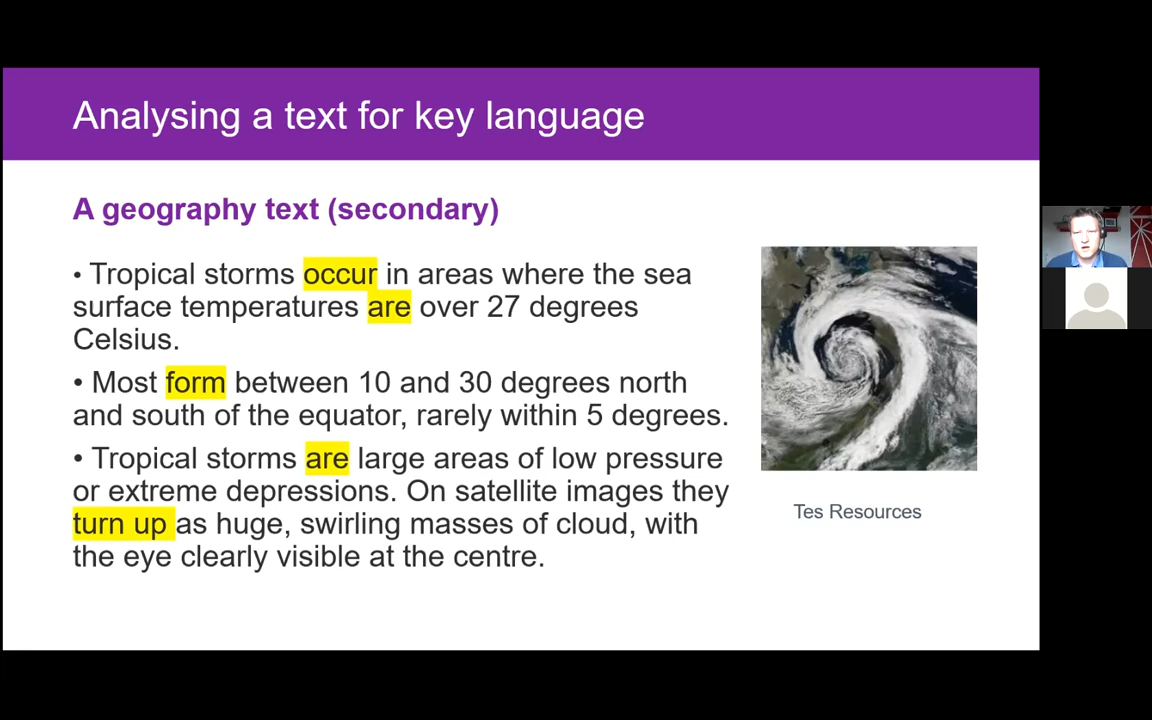 Analysing a text for key language
A geography text (secondary)
• Tropical storms occur in areas where the sea
surface temperatures are over 27 degrees
Celsius.
• Most form between 10 and 30 degrees north
and south of the equator, rarely within 5 degrees.
• Tropical storms are large areas of low pressure
or extreme depressions. On satellite images they
turn up as huge, swirling masses of cloud, with
the eye clearly visible at the centre.
Tes Resources